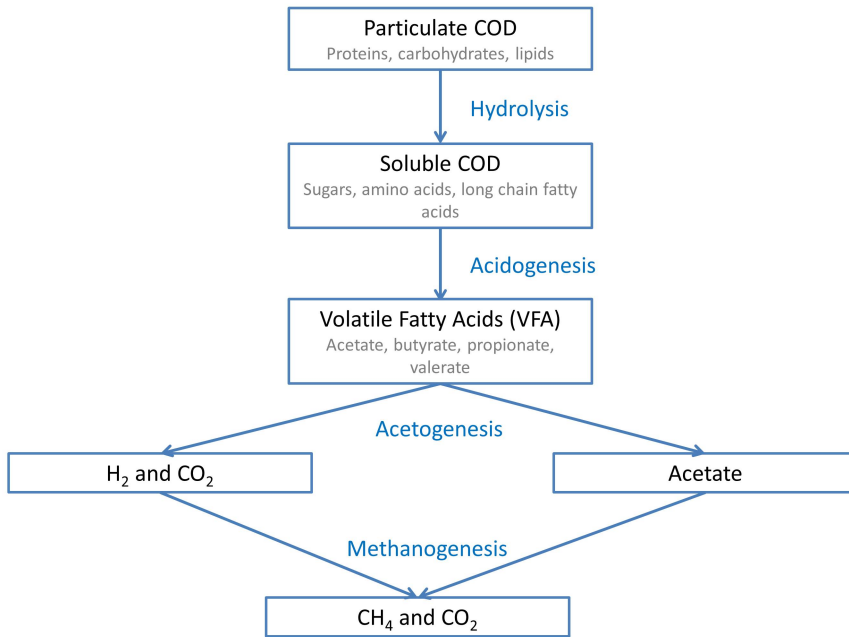 Particulate COD
Proteins, carbohydrates, lipids
Hydrolysis
Soluble COD
Sugars, amino acids, long chain fatty
acids
Acidogenesis
Volatile Fatty Acids (VFA)
Acetate, butyrate, propionate,
valerate
Acetogenesis
H₂ and CO₂
Acetate
Methanogenesis
CH₄ and CO₂